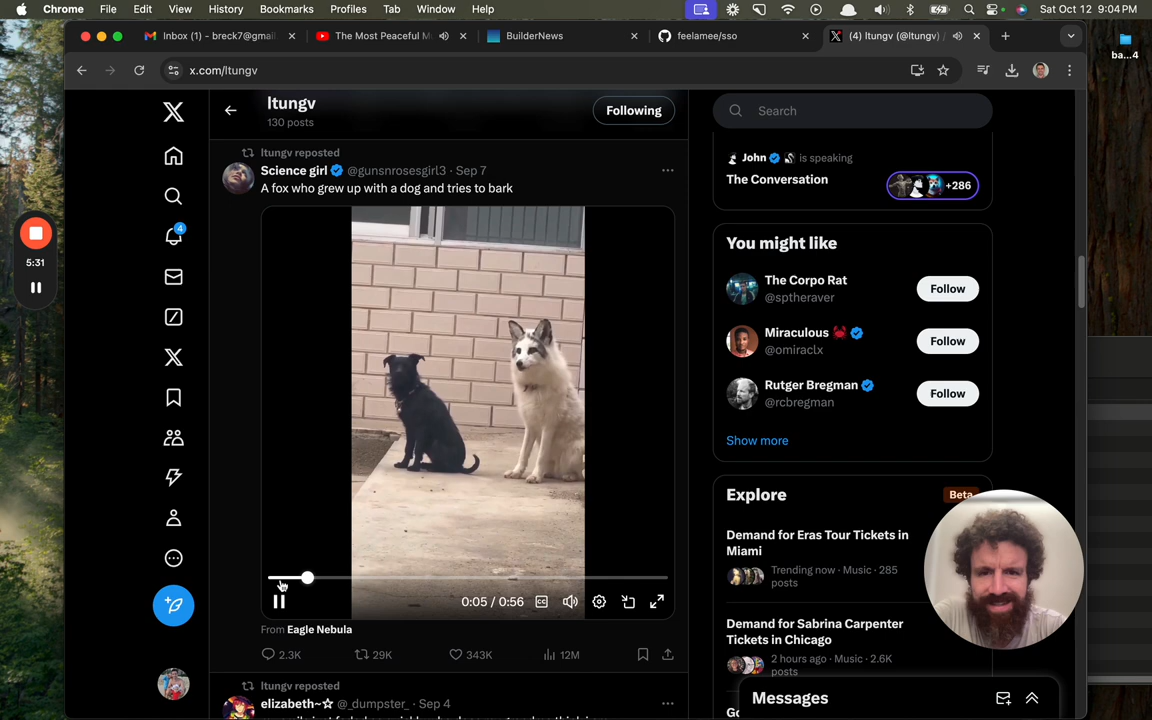 Chrome File Edit View History Bookmarks Profiles Tab Window Help Sat Oct 12 9:04 PM
Inbox (1) - breck7@gmail
The Most Peaceful M
BuilderNews
feelamee/sso
(4) ltungv (@ltungv) /
x.com/ltungv
ba...4
5:31
ltungv
130 posts
Following
4
ltungv reposted
Science girl @gunsnrosesgirl3 · Sep 7
A fox who grew up with a dog and tries to bark
0:05 / 0:56
CC
From Eagle Nebula
2.3K 29K 343K 12M
ltungv reposted
elizabeth~☆ @_dumpster_ · Sep 4
Search
John is speaking
The Conversation
+286
You might like
The Corpo Rat
@sptheraver
Follow
Miraculous
@omiraclx
Follow
Rutger Bregman
@rcbregman
Follow
Show more
Explore
Beta
Demand for Eras Tour Tickets in
Miami
Trending now · Music · 285
posts
Demand for Sabrina Carpenter
Tickets in Chicago
2 hours ago · Music · 2.6K
posts
Messages